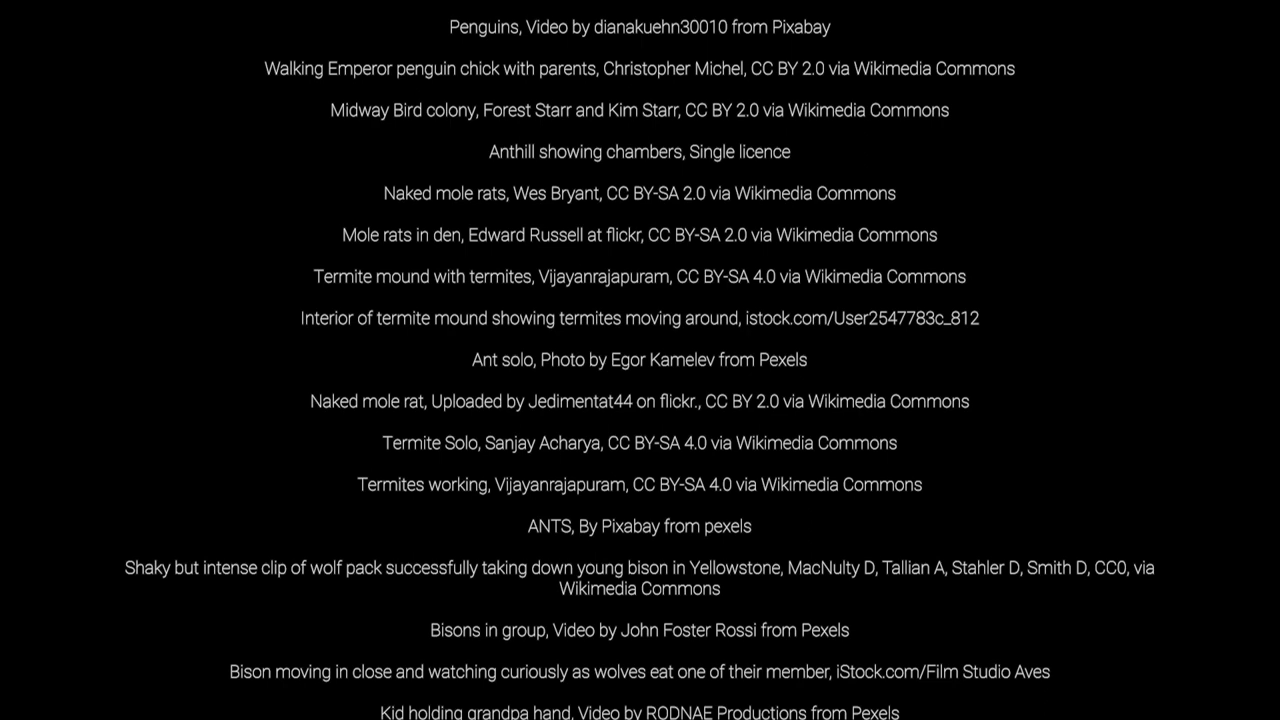 Penguins, Video by dianakuehn30010 from Pixabay
Walking Emperor penguin chick with parents, Christopher Michel, CC BY 2.0 via Wikimedia Commons
Midway Bird colony, Forest Starr and Kim Starr, CC BY 2.0 via Wikimedia Commons
Anthill showing chambers, Single licence
Naked mole rats, Wes Bryant, CC BY-SA 2.0 via Wikimedia Commons
Mole rats in den, Edward Russell at flickr, CC BY-SA 2.0 via Wikimedia Commons
Termite mound with termites, Vijayanrajapuram, CC BY-SA 4.0 via Wikimedia Commons
Interior of termite mound showing termites moving around, istock.com/User2547783c_812
Ant solo, Photo by Egor Kamelev from Pexels
Naked mole rat, Uploaded by Jedimentat44 on flickr., CC BY 2.0 via Wikimedia Commons
Termite Solo, Sanjay Acharya, CC BY-SA 4.0 via Wikimedia Commons
Termites working, Vijayanrajapuram, CC BY-SA 4.0 via Wikimedia Commons
ANTS, By Pixabay from pexels
Shaky but intense clip of wolf pack successfully taking down young bison in Yellowstone, MacNulty D, Tallian A, Stahler D, Smith D, CC0, via
Wikimedia Commons
Bisons in group, Video by John Foster Rossi from Pexels
Bison moving in close and watching curiously as wolves eat one of their member, iStock.com/Film Studio Aves
Kid holding grandpa hand, Video by RODNAE Productions from Pexels